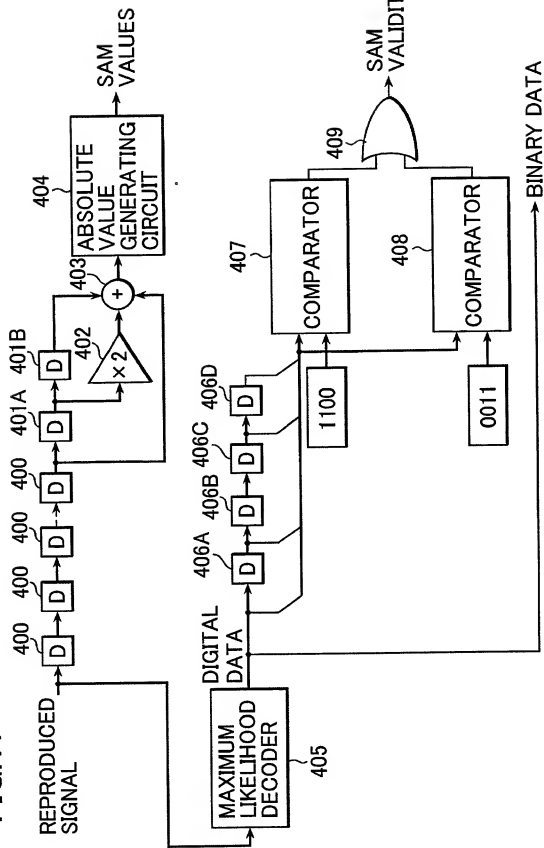 REPRODUCED
SIGNAL
400
D
400
D
400
D
400
D
401A
D
401B
D
402
× 2
403
+
404
ABSOLUTE
VALUE
GENERATING
CIRCUIT
SAM
VALUES
MAXIMUM
LIKELIHOOD
DECODER
405
DIGITAL
DATA
406A
D
406B
D
406C
D
406D
D
1100
0011
407
COMPARATOR
408
COMPARATOR
409
SAM
BINARY DATA